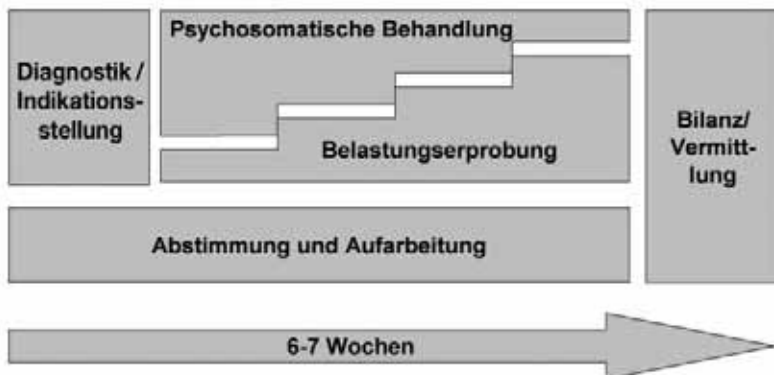 Diagnostik /
Indikations-
stellung
Psychosomatische Behandlung
Belastungserprobung
Bilanz/
Vermitt-
lung
Abstimmung und Aufarbeitung
6-7 Wochen